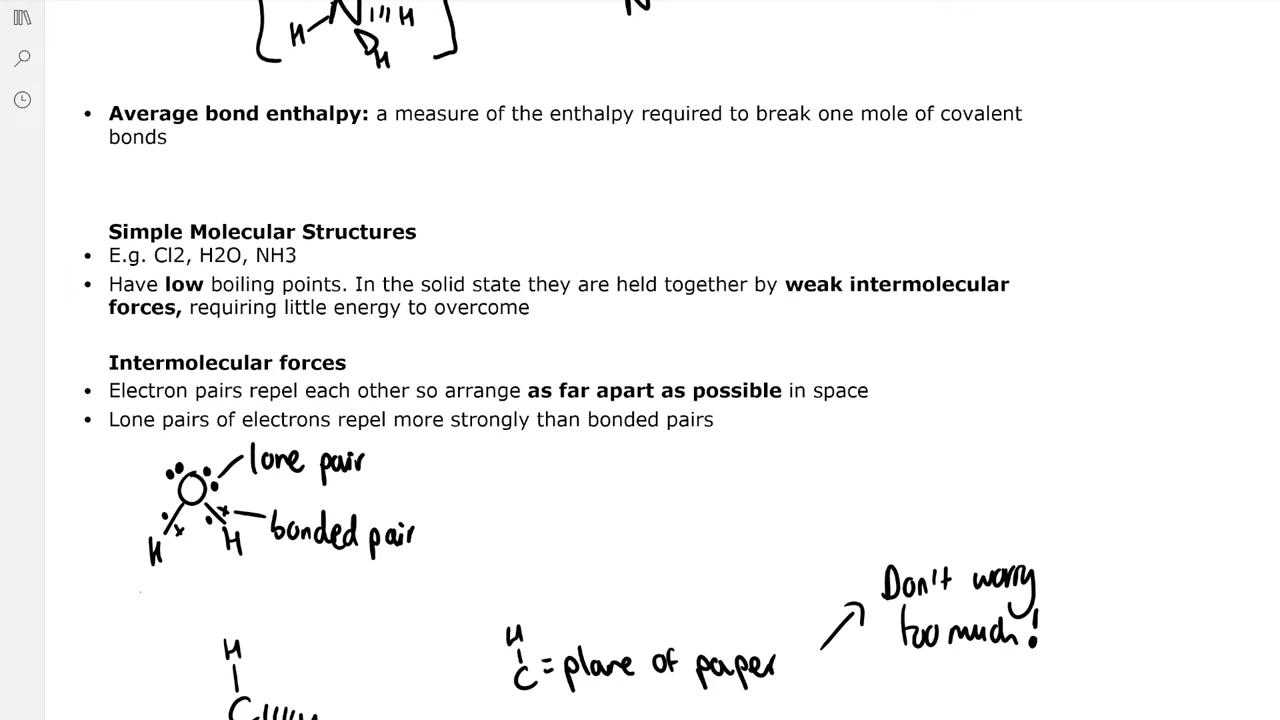 H N H
H
N
• Average bond enthalpy: a measure of the enthalpy required to break one mole of covalent
bonds
Simple Molecular Structures
• E.g. Cl2, H2O, NH3
• Have low boiling points. In the solid state they are held together by weak intermolecular
forces, requiring little energy to overcome
Intermolecular forces
• Electron pairs repel each other so arrange as far apart as possible in space
• Lone pairs of electrons repel more strongly than bonded pairs
lone pair
O
bonded pair
H H
Don't worry
too much!
H
H
C = plane of paper
C